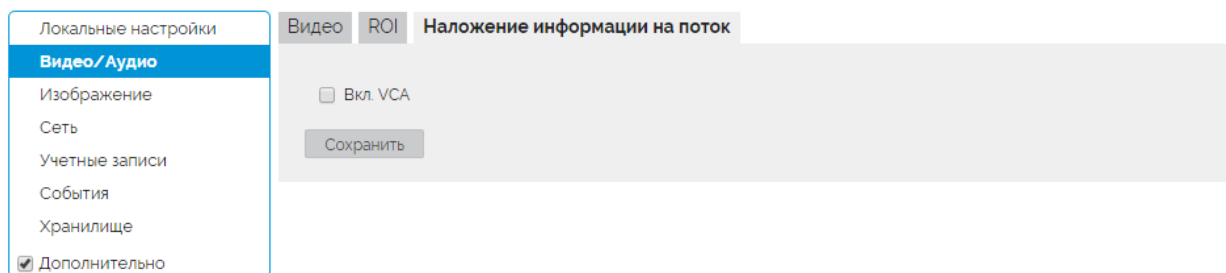 Локальные настройки
Видео/Аудио
Изображение
Сеть
Учетные записи
События
Хранилище
Дополнительно
Видео ROI Наложение информации на поток
Вкл. VCA
Сохранить